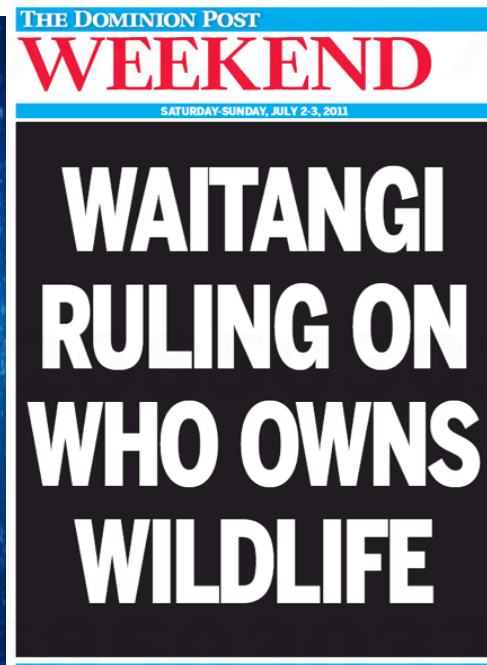 THE DOMINION POST
WEEKEND
SATURDAY-SUNDAY, JULY 2-3, 2011
WAITANGI
RULING ON
WHO OWNS
WILDLIFE